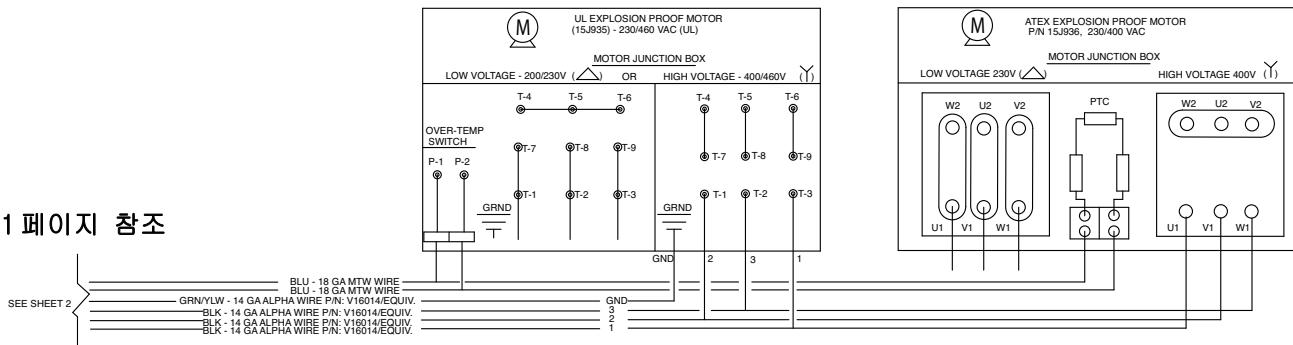 M
UL EXPLOSION PROOF MOTOR
(15J935) - 230/460 VAC (UL)
MOTOR JUNCTION BOX
LOW VOLTAGE - 200/230V ( ) OR HIGH VOLTAGE - 400/460V ( )
T-4 T-5 T-6
OVER-TEMP
SWITCH
P-1 P-2
T-7 T-8 T-9
T-1 T-2 T-3
GRND
T-4 T-5 T-6
T-7 T-8 T-9
T-1 T-2 T-3
GRND
GND 2 3 1
M
ATEX EXPLOSION PROOF MOTOR
P/N 15J936, 230/400 VAC
MOTOR JUNCTION BOX
LOW VOLTAGE 230V ( ) HIGH VOLTAGE 400V ( )
W2 U2 V2
U1 V1 W1
PTC
W2 U2 V2
U1 V1 W1
1 페이지 참조
SEE SHEET 2
BLU - 18 GA MTW WIRE
BLU - 18 GA MTW WIRE
GRN/YLW - 14 GA ALPHA WIRE P/N: V16014/EQUIV. GND
BLK - 14 GA ALPHA WIRE P/N: V16014/EQUIV. 3
BLK - 14 GA ALPHA WIRE P/N: V16014/EQUIV. 2
BLK - 14 GA ALPHA WIRE P/N: V16014/EQUIV. 1